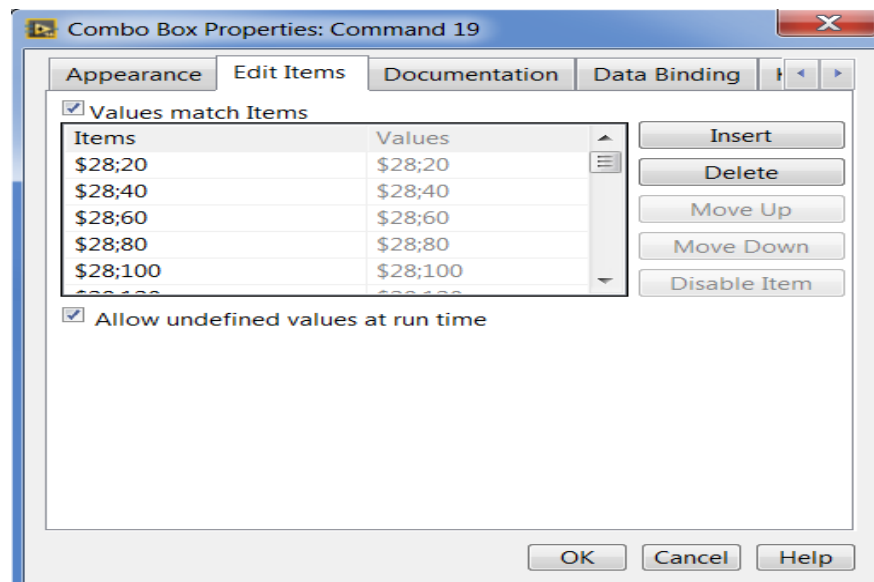 Combo Box Properties: Command 19
Appearance Edit Items Documentation Data Binding
Values match Items
Items Values
$28;20 $28;20
$28;40 $28;40
$28;60 $28;60
$28;80 $28;80
$28;100 $28;100
Insert
Delete
Move Up
Move Down
Disable Item
Allow undefined values at run time
OK Cancel Help